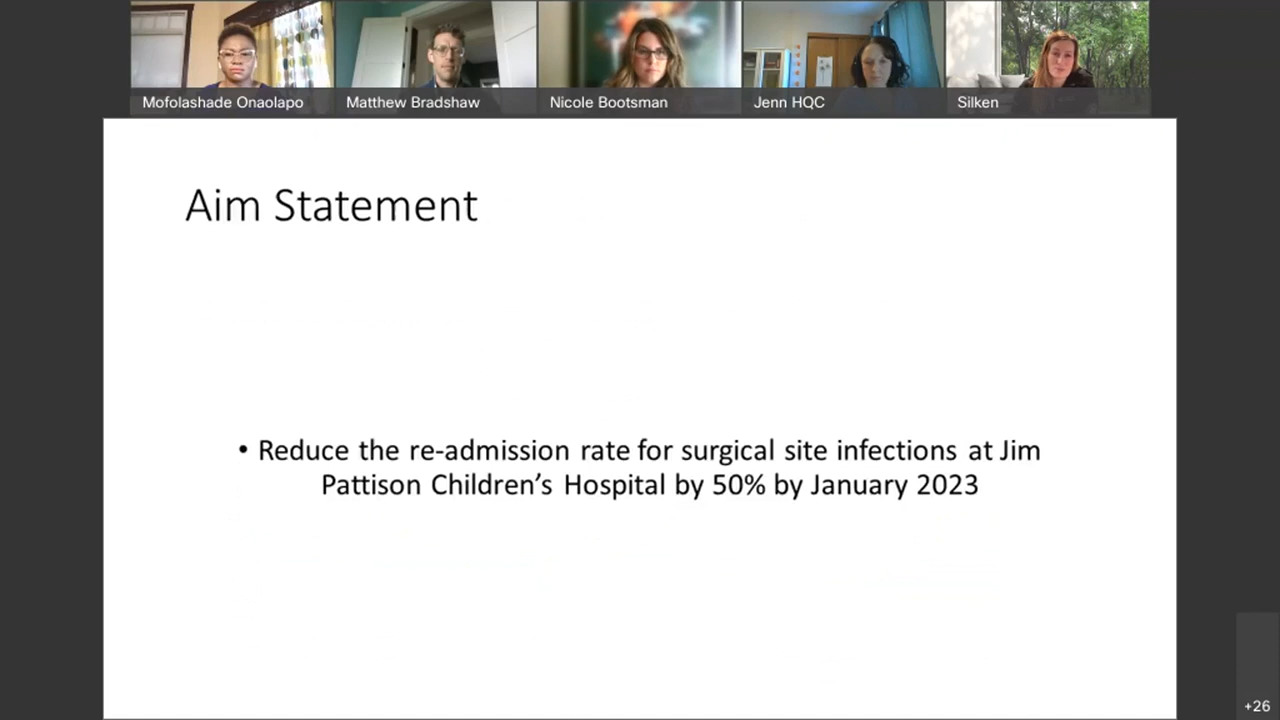 Mofolashade Onaolapo
Matthew Bradshaw
Nicole Bootsman
Jenn HQC
Silken
Aim Statement
• Reduce the re-admission rate for surgical site infections at Jim
Pattison Children’s Hospital by 50% by January 2023
+26